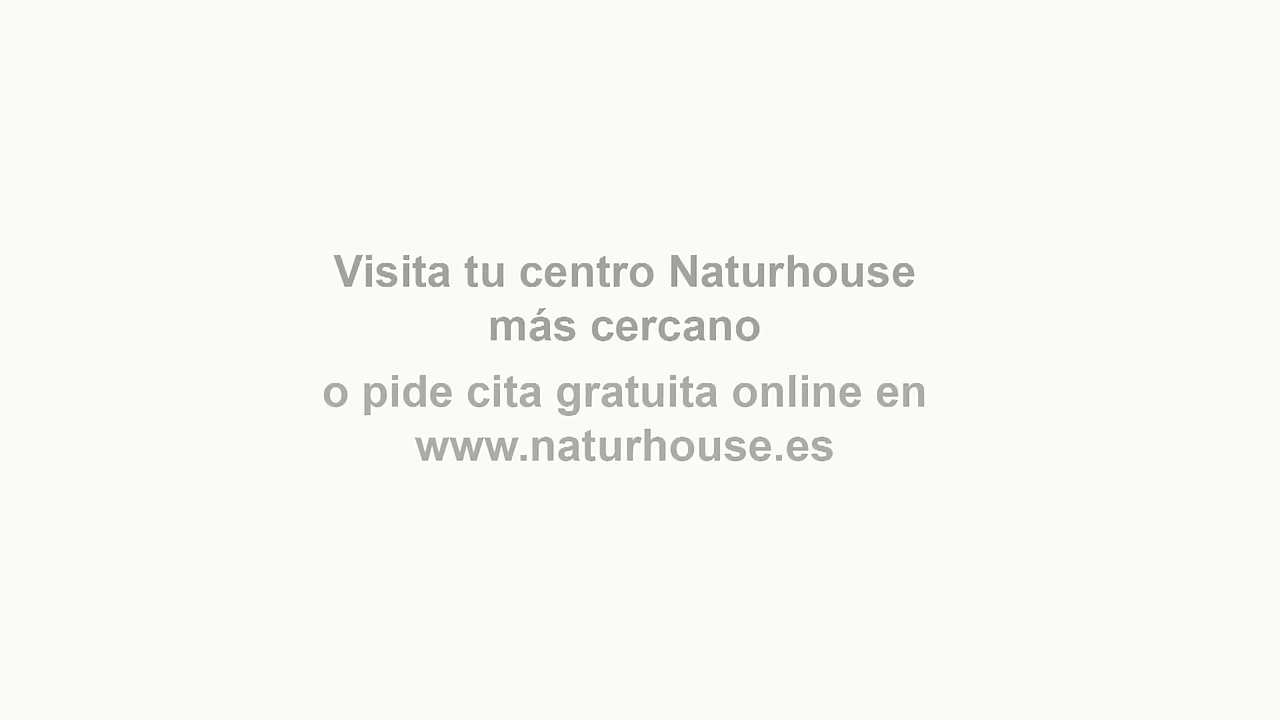 Visita tu centro Naturhouse
más cercano
o pide cita gratuita online en
www.naturhouse.es